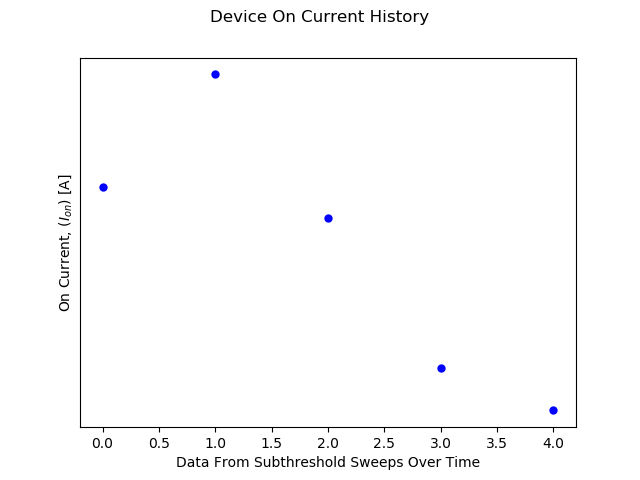 Device On Current History
On Current, (I_on) [A]
0.0 0.5 1.0 1.5 2.0 2.5 3.0 3.5 4.0
Data From Subthreshold Sweeps Over Time